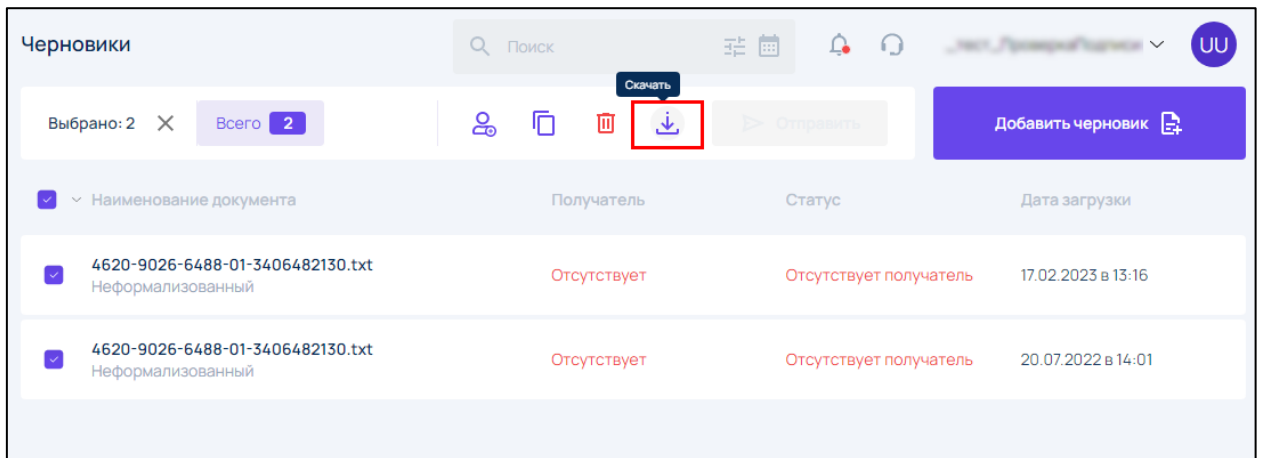 Черновики
Поиск
UU
Скачать
Выбрано: 2
Всего 2
Отправить
Добавить черновик
Наименование документа Получатель Статус Дата загрузки
4620-9026-6488-01-3406482130.txt
Неформализованный
Отсутствует Отсутствует получатель 17.02.2023 в 13:16
4620-9026-6488-01-3406482130.txt
Неформализованный
Отсутствует Отсутствует получатель 20.07.2022 в 14:01